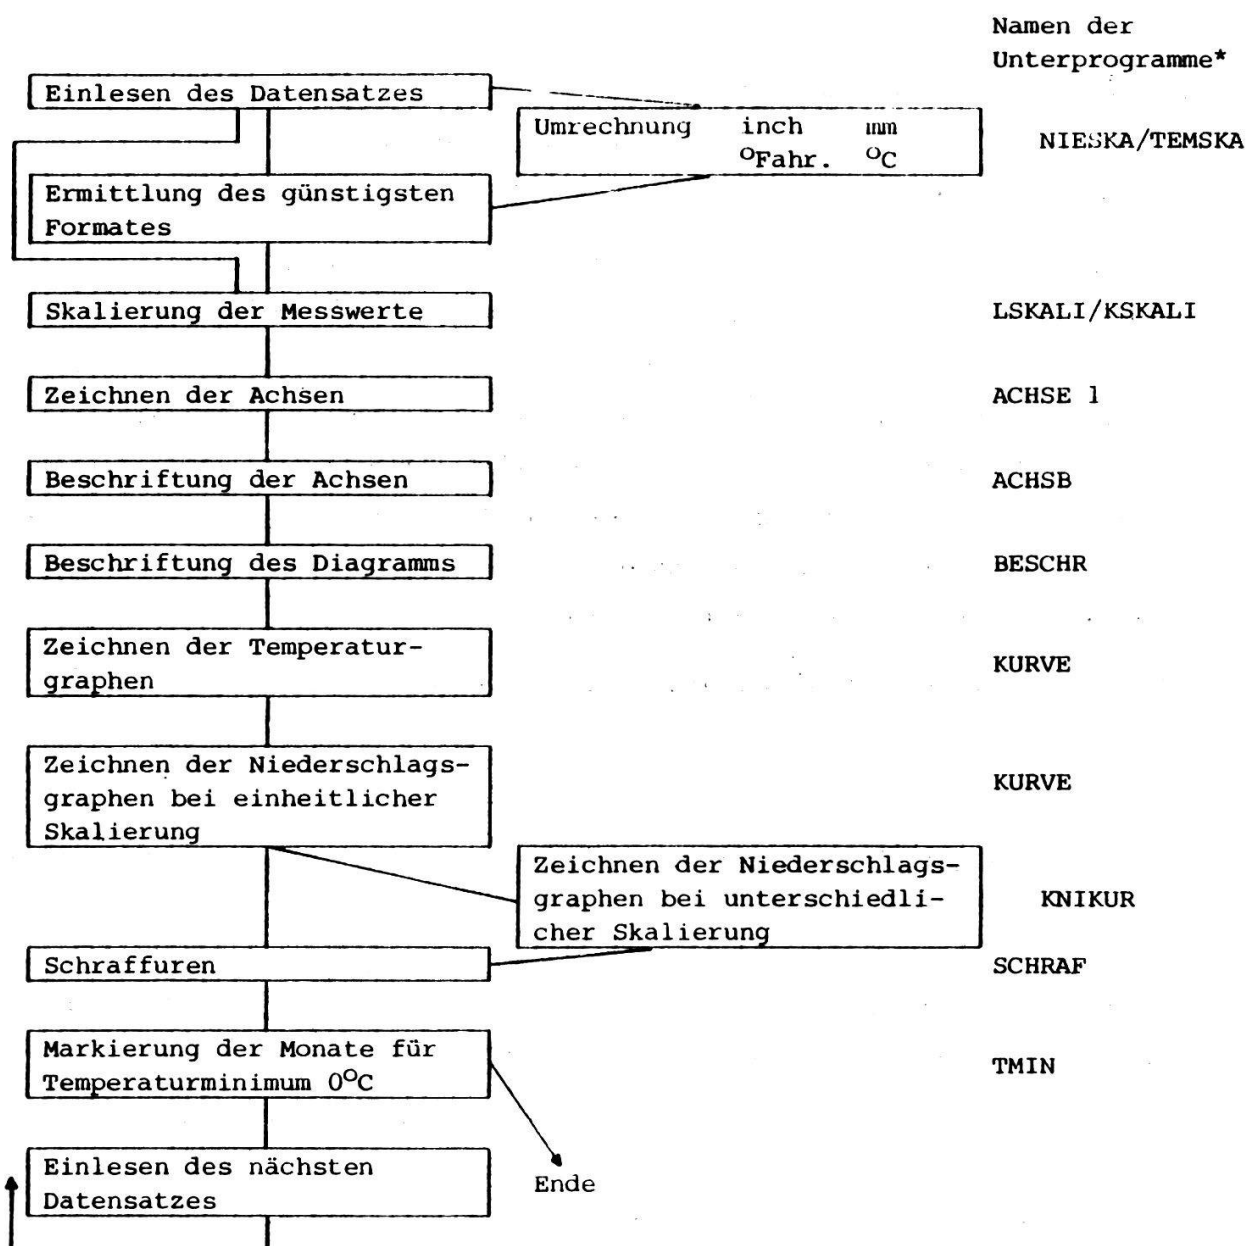 Namen der
Unterprogramme*
Einlesen des Datensatzes
Umrechnung inch mm
°Fahr. °C
NIESKA/TEMSKA
Ermittlung des günstigsten
Formates
Skalierung der Messwerte
LSKALI/KSKALI
Zeichnen der Achsen
ACHSE 1
Beschriftung der Achsen
ACHSB
Beschriftung des Diagramms
BESCHR
Zeichnen der Temperatur-
graphen
KURVE
Zeichnen der Niederschlags-
graphen bei einheitlicher
Skalierung
KURVE
Zeichnen der Niederschlags-
graphen bei unterschiedli-
cher Skalierung
KNIKUR
Schraffuren
SCHRAF
Markierung der Monate für
Temperaturminimum 0°C
TMIN
Einlesen des nächsten
Datensatzes
Ende